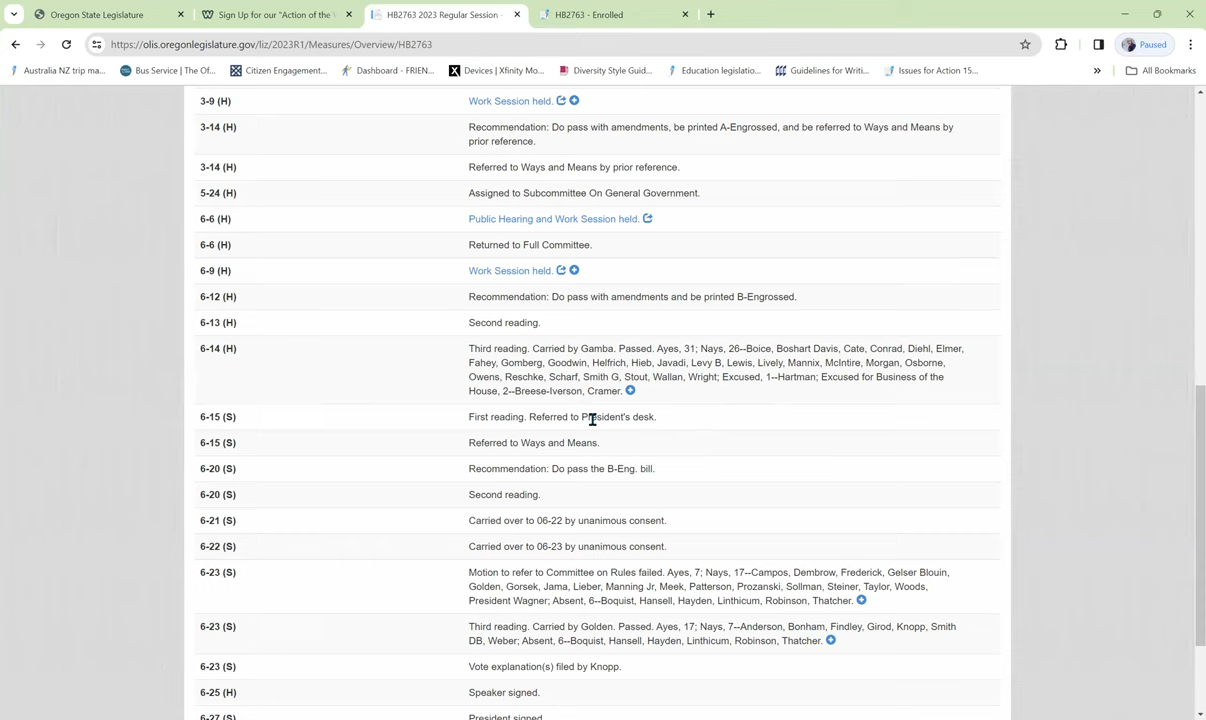 Oregon State Legislature
Sign Up for our "Action of the
HB2763 2023 Regular Session -
HB2763 - Enrolled
https://olis.oregonlegislature.gov/liz/2023R1/Measures/Overview/HB2763
Paused
Australia NZ trip ma...
Bus Service | The Of...
Citizen Engagement...
Dashboard - FRIEN...
Devices | Xfinity Mo...
Diversity Style Guid...
Education legislatio...
Guidelines for Writi...
Issues for Action 15...
»
All Bookmarks
3-9 (H) Work Session held.
3-14 (H) Recommendation: Do pass with amendments, be printed A-Engrossed, and be referred to Ways and Means by
prior reference.
3-14 (H) Referred to Ways and Means by prior reference.
5-24 (H) Assigned to Subcommittee On General Government.
6-6 (H) Public Hearing and Work Session held.
6-6 (H) Returned to Full Committee.
6-9 (H) Work Session held.
6-12 (H) Recommendation: Do pass with amendments and be printed B-Engrossed.
6-13 (H) Second reading.
6-14 (H) Third reading. Carried by Gamba. Passed. Ayes, 31; Nays, 26--Boice, Boshart Davis, Cate, Conrad, Diehl, Elmer,
Fahey, Gomberg, Goodwin, Helfrich, Hieb, Javadi, Levy B, Lewis, Lively, Mannix, McIntire, Morgan, Osborne,
Owens, Reschke, Scharf, Smith G, Stout, Wallan, Wright; Excused, 1--Hartman; Excused for Business of the
House, 2--Breese-Iverson, Cramer.
6-15 (S) First reading. Referred to President's desk.
6-15 (S) Referred to Ways and Means.
6-20 (S) Recommendation: Do pass the B-Eng. bill.
6-20 (S) Second reading.
6-21 (S) Carried over to 06-22 by unanimous consent.
6-22 (S) Carried over to 06-23 by unanimous consent.
6-23 (S) Motion to refer to Committee on Rules failed. Ayes, 7; Nays, 17--Campos, Dembrow, Frederick, Gelser Blouin,
Golden, Gorsek, Jama, Lieber, Manning Jr, Meek, Patterson, Prozanski, Sollman, Steiner, Taylor, Woods,
President Wagner; Absent, 6--Boquist, Hansell, Hayden, Linthicum, Robinson, Thatcher.
6-23 (S) Third reading. Carried by Golden. Passed. Ayes, 17; Nays, 7--Anderson, Bonham, Findley, Girod, Knopp, Smith
DB, Weber; Absent, 6--Boquist, Hansell, Hayden, Linthicum, Robinson, Thatcher.
6-23 (S) Vote explanation(s) filed by Knopp.
6-25 (H) Speaker signed.
6-27 (S) President signed